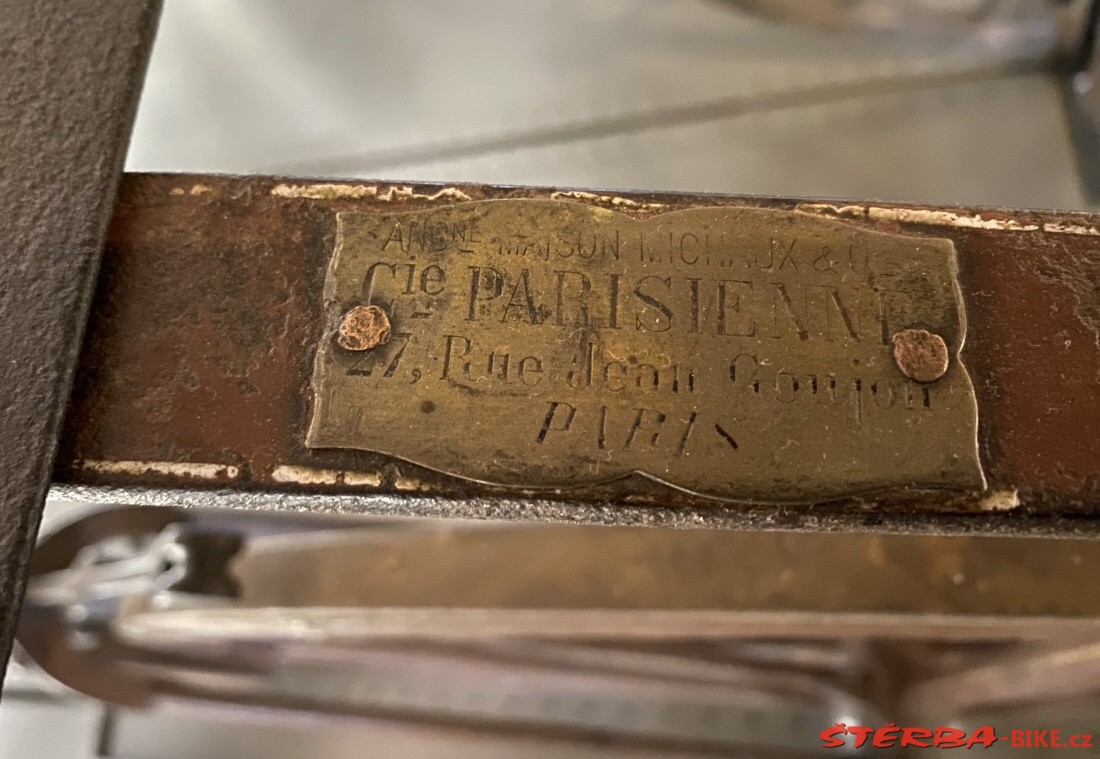 ANCNE MAISON MICHAUX & CIE
Cie PARISIENNE
27, Rue Jean Goujon
PARIS
ŠTĚRBA-BIKE.cz